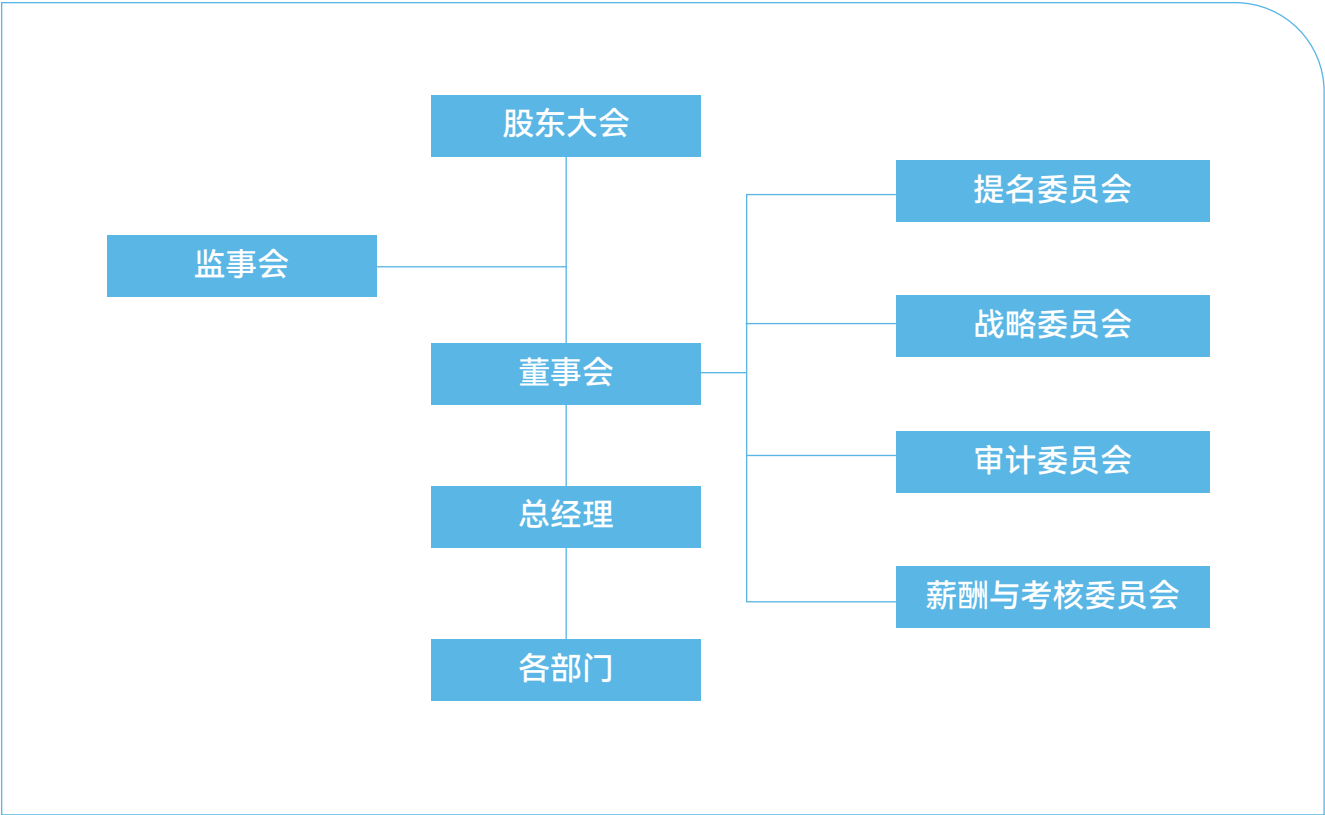 股东大会
监事会
董事会
总经理
各部门
提名委员会
战略委员会
审计委员会
薪酬与考核委员会